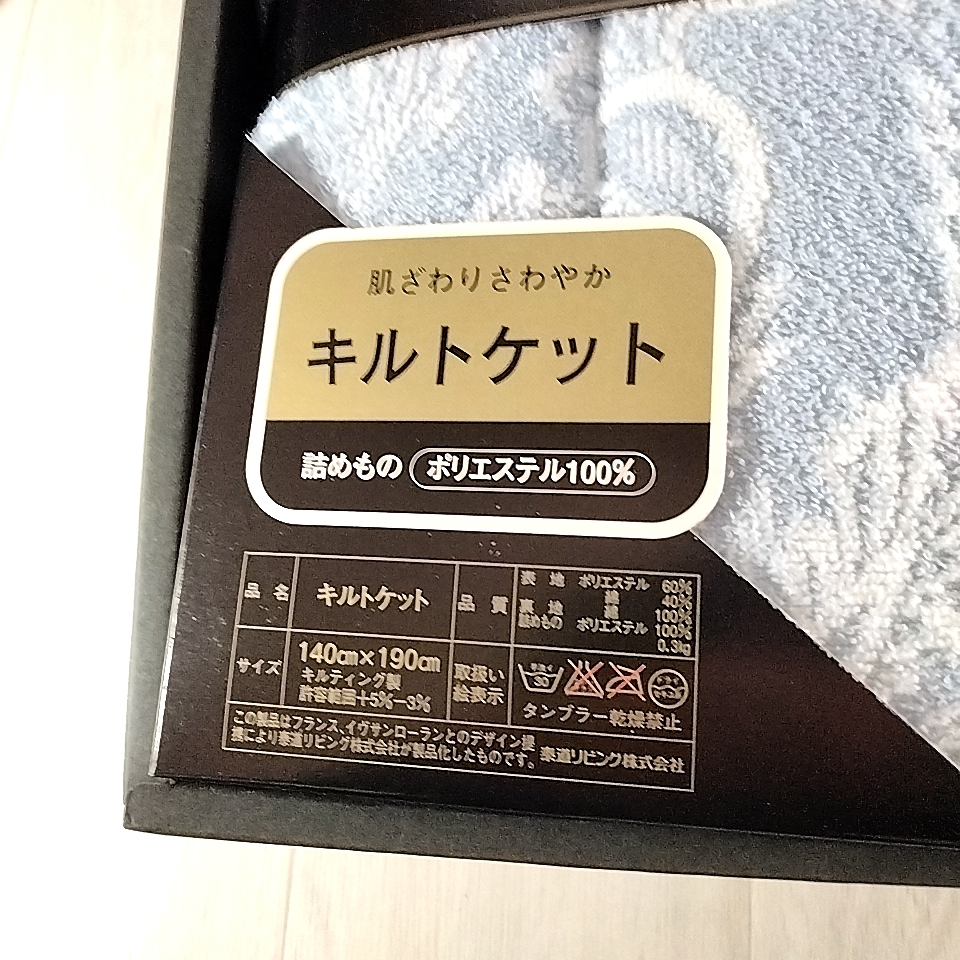 肌ざわりさわやか
キルトケット
詰めもの ポリエステル100%
品名 キルトケット 品質
表地 ポリエステル 60%
綿 40%
裏地 綿 100%
詰めもの ポリエステル 100%
0.3kg
サイズ 140cm×190cm
キルティング製
許容範囲+5%−3%
取扱い
絵表示
手洗イ
30
ドライ
タンブラー乾燥禁止
この製品はフランス、イヴサンローランとのデザイン提
携により泰道リビング株式会社が製品化したものです。
泰道リビング株式会社